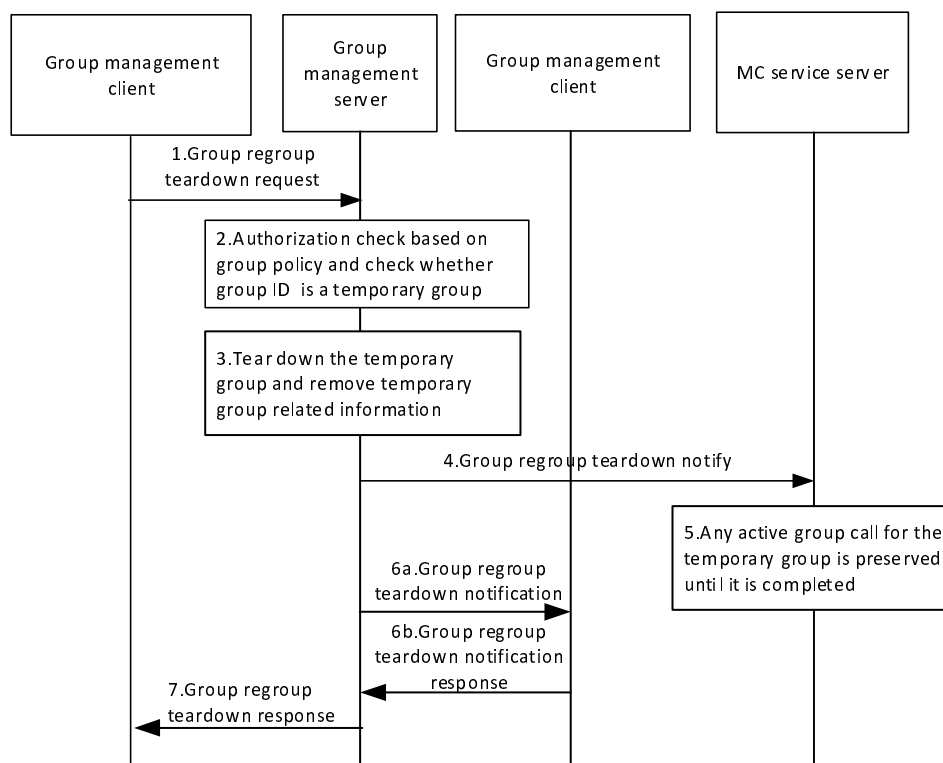 Group management
client
Group
management
server
Group management
client
MC service server
1.Group regroup
teardown request
2.Authorization check based on
group policy and check whether
group ID is a temporary group
3.Tear down the temporary
group and remove temporary
group related information
4.Group regroup teardown notify
5.Any active group call for the
temporary group is preserved
until it is completed
6a.Group regroup
teardown notification
6b.Group regroup
teardown notification
response
7.Group regroup
teardown response